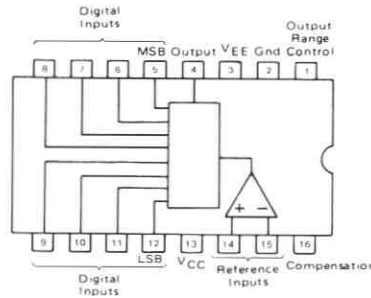 Digital
Inputs
Output
Range
Control
MSB Output VEE Gnd
8 7 6 5 4 3 2 1
+ −
9 10 11 12 13 14 15 16
LSB VCC Reference
Inputs Compensation
Digital
Inputs